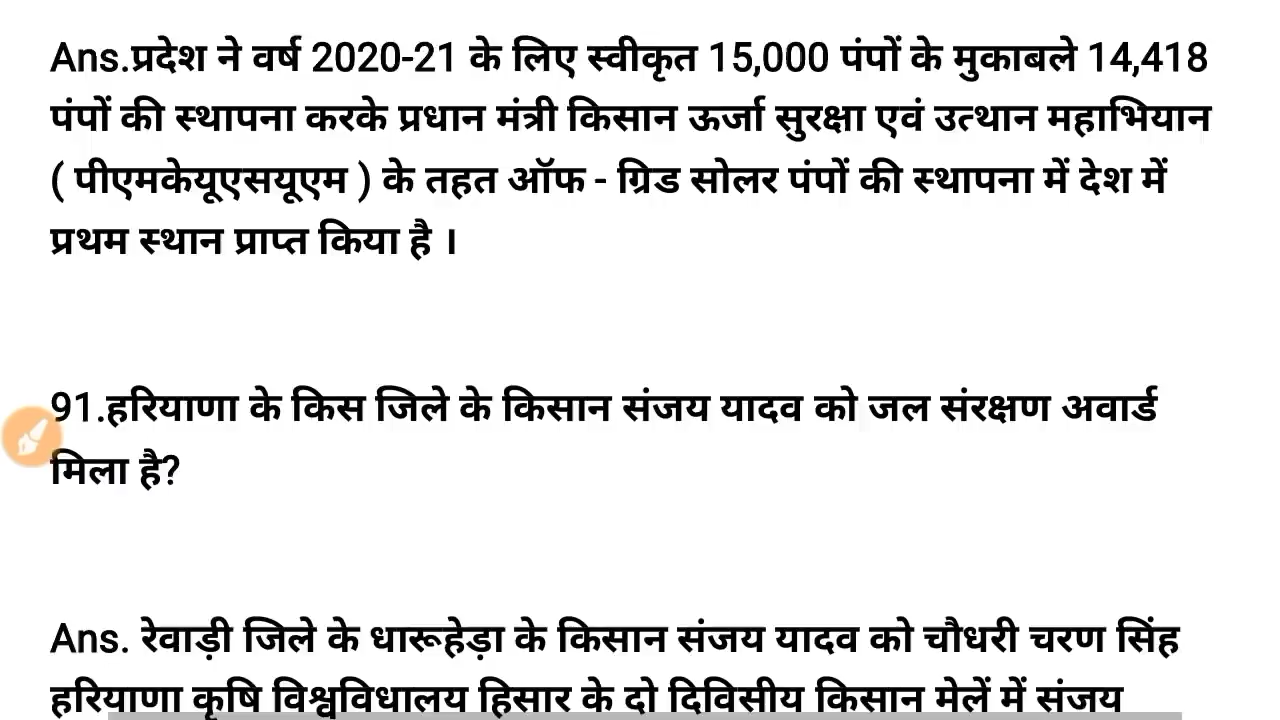 Ans.प्रदेश ने वर्ष 2020-21 के लिए स्वीकृत 15,000 पंपों के मुकाबले 14,418
पंपों की स्थापना करके प्रधान मंत्री किसान ऊर्जा सुरक्षा एवं उत्थान महाभियान
( पीएमकेयूएसयूएम ) के तहत ऑफ - ग्रिड सोलर पंपों की स्थापना में देश में
प्रथम स्थान प्राप्त किया है ।
91.हरियाणा के किस जिले के किसान संजय यादव को जल संरक्षण अवार्ड
मिला है?
Ans. रेवाड़ी जिले के धारूहेड़ा के किसान संजय यादव को चौधरी चरण सिंह
हरियाणा कृषि विश्वविधालय हिसार के दो दिविसीय किसान मेलें में संजय